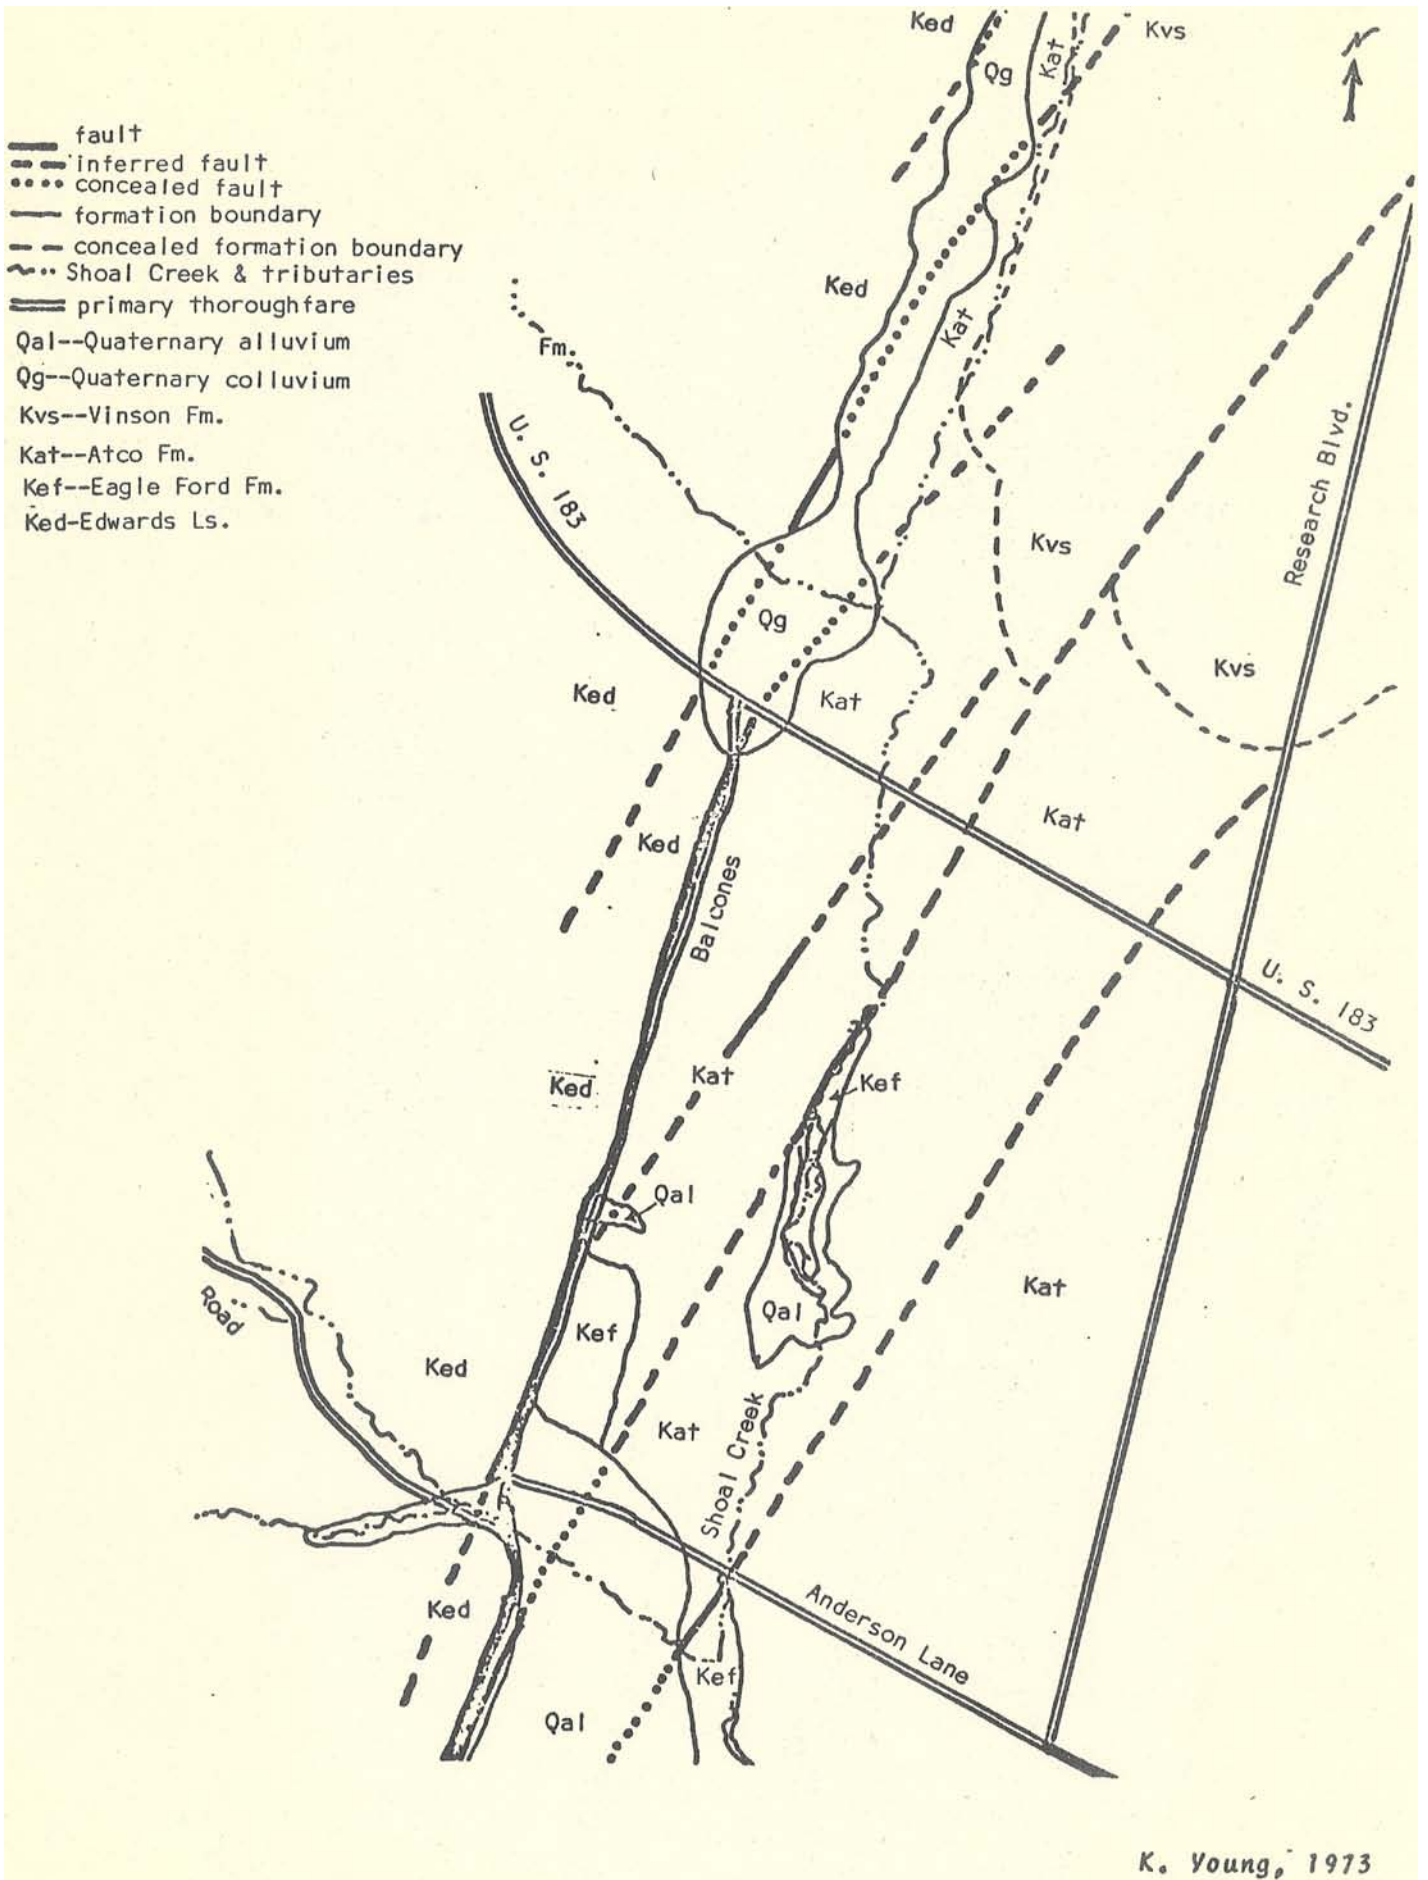 Ked
Qg
Kat
Kvs
N
fault
inferred fault
concealed fault
formation boundary
concealed formation boundary
Shoal Creek & tributaries
primary thoroughfare
Qal--Quaternary alluvium
Qg--Quaternary colluvium
Kvs--Vinson Fm.
Kat--Atco Fm.
Kef--Eagle Ford Fm.
Ked-Edwards Ls.
Ked
Kat
Fm.
U. S. 183
Research Blvd.
Kvs
Qg
Kvs
Ked
Kat
Kat
Ked
Balcones
U. S. 183
Ked
Kat
Kef
Qal
Kat
Road
Qal
Kef
Ked
Kat
Shoal Creek
Anderson Lane
Ked
Kef
Qal
K. Young, 1973